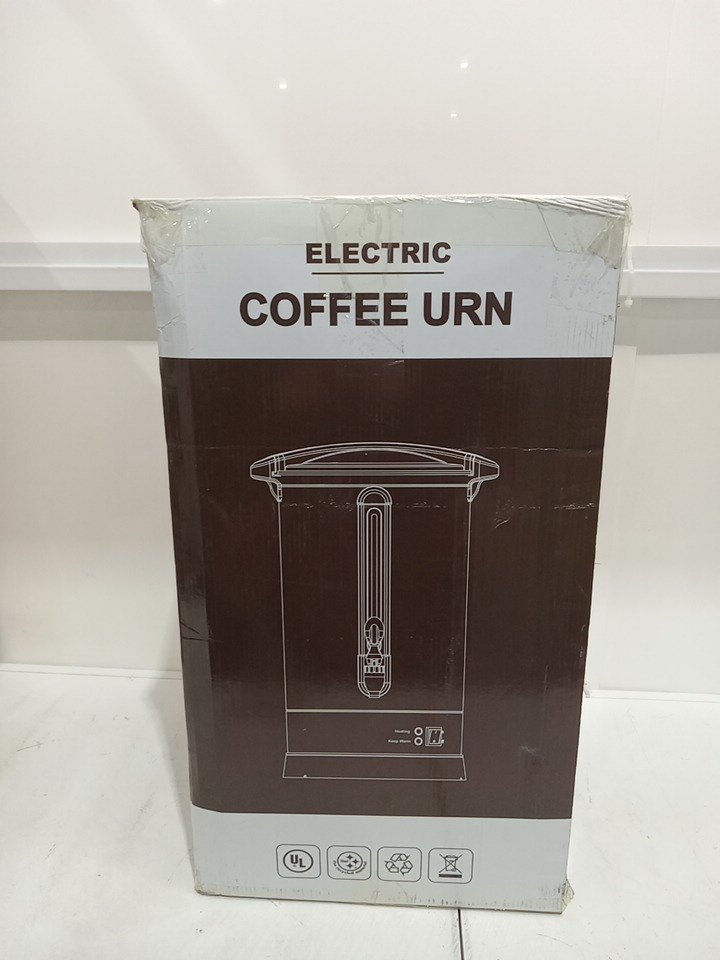 ELECTRIC
COFFEE URN
Heating
Keep Warm
UL